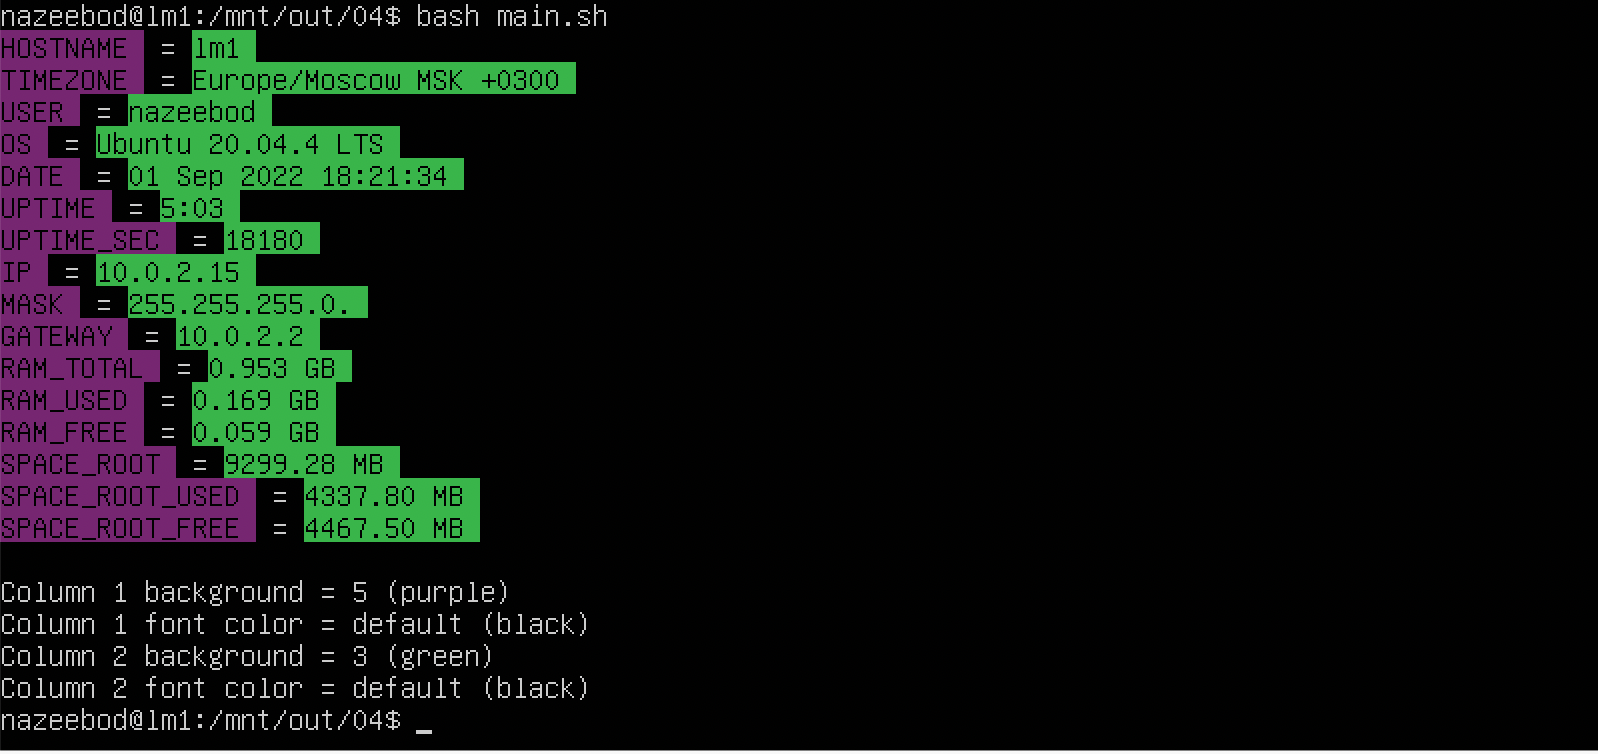 nazeebod@lm1:/mnt/out/04$ bash main.sh
HOSTNAME = lm1
TIMEZONE = Europe/Moscow MSK +0300
USER = nazeebod
OS = Ubuntu 20.04.4 LTS
DATE = 01 Sep 2022 18:21:34
UPTIME = 5:03
UPTIME_SEC = 18180
IP = 10.0.2.15
MASK = 255.255.255.0.
GATEWAY = 10.0.2.2
RAM_TOTAL = 0.953 GB
RAM_USED = 0.169 GB
RAM_FREE = 0.059 GB
SPACE_ROOT = 9299.28 MB
SPACE_ROOT_USED = 4337.80 MB
SPACE_ROOT_FREE = 4467.50 MB
Column 1 background = 5 (purple)
Column 1 font color = default (black)
Column 2 background = 3 (green)
Column 2 font color = default (black)
nazeebod@lm1:/mnt/out/04$ _